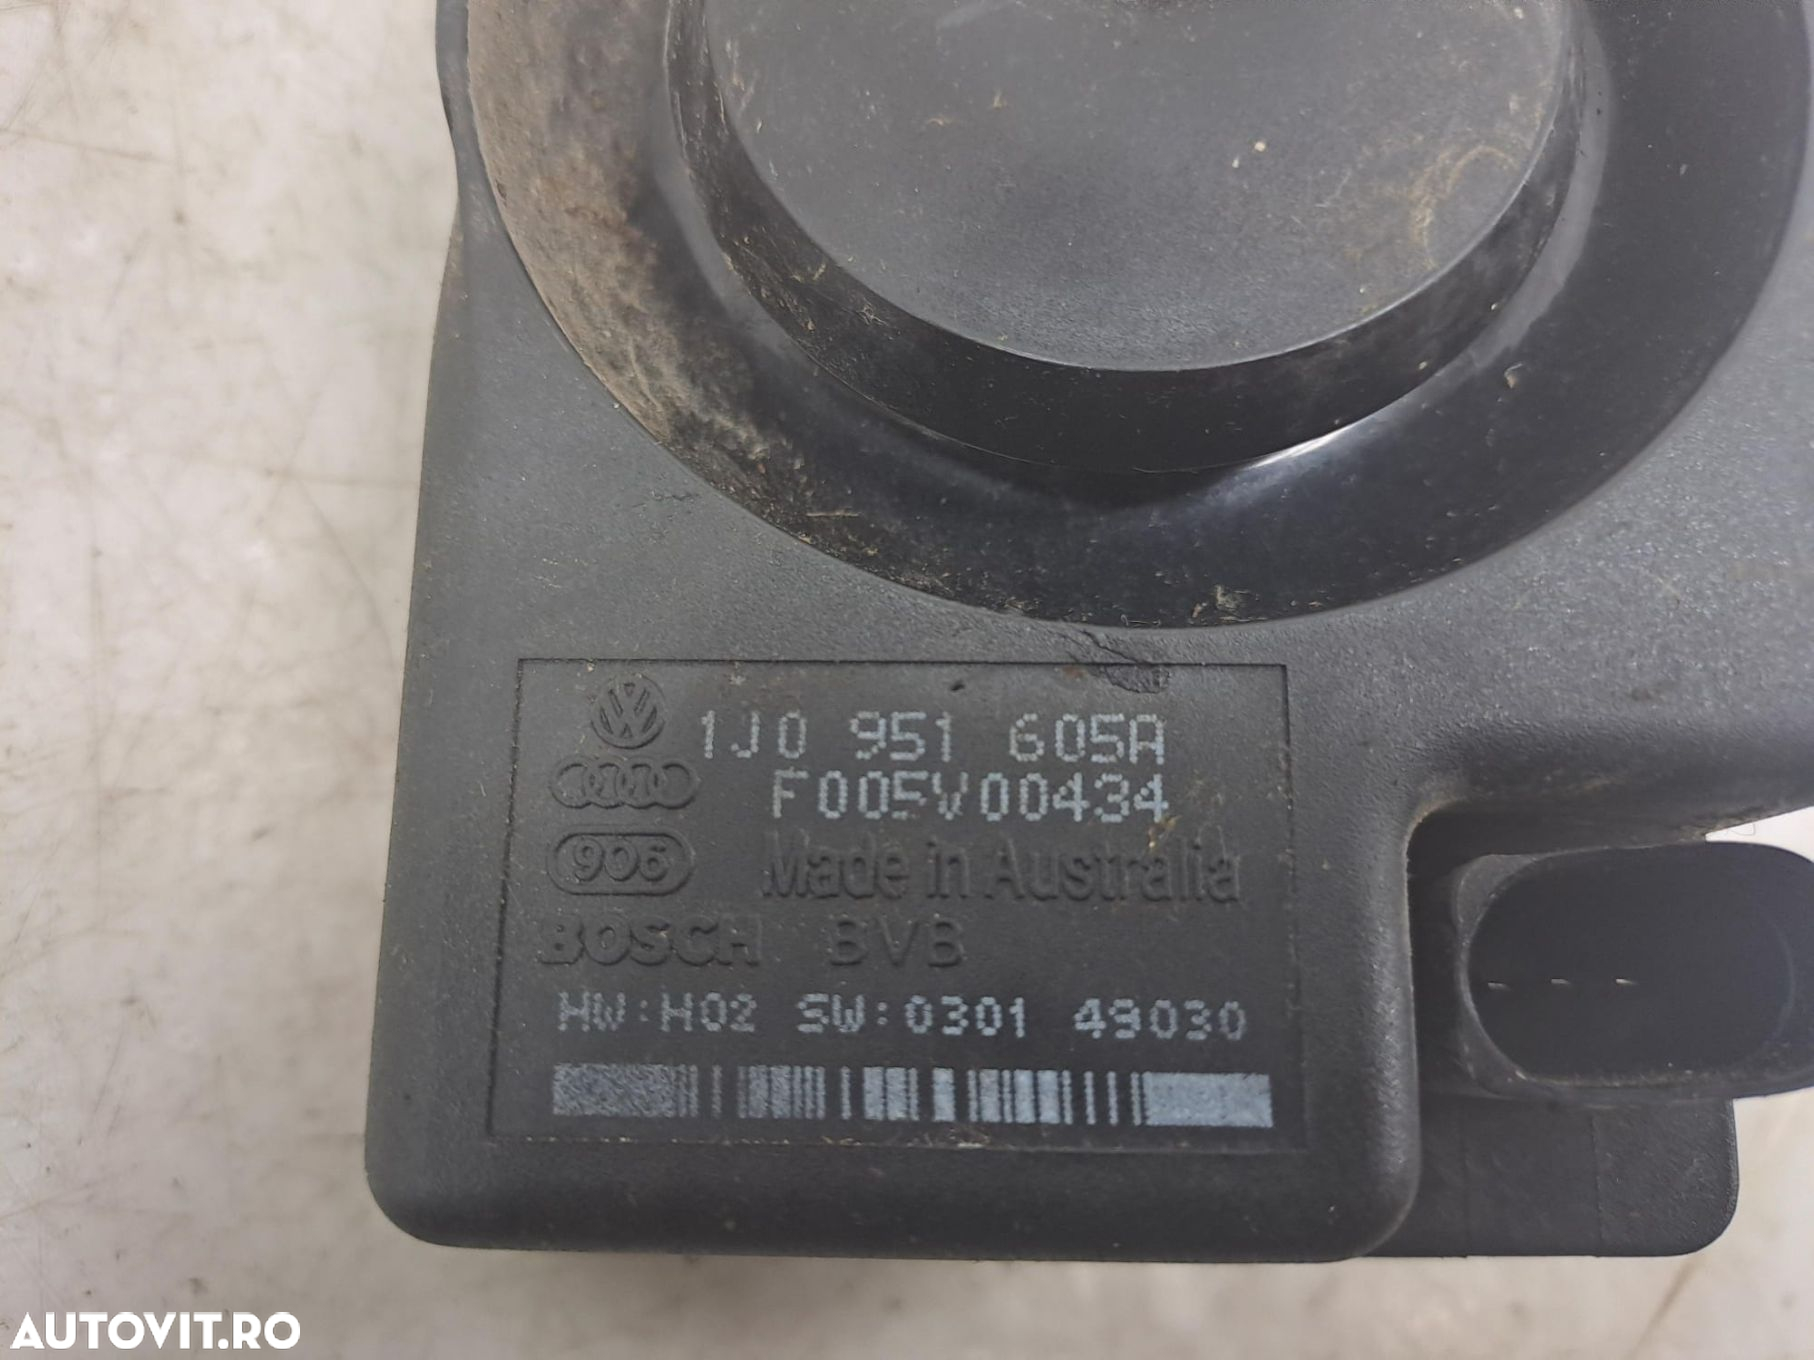 1J0 951 605A
F005V00434
906 Made in Australia
BOSCH BVB
HW:H02 SW:0301 49030
AUTOVIT.RO